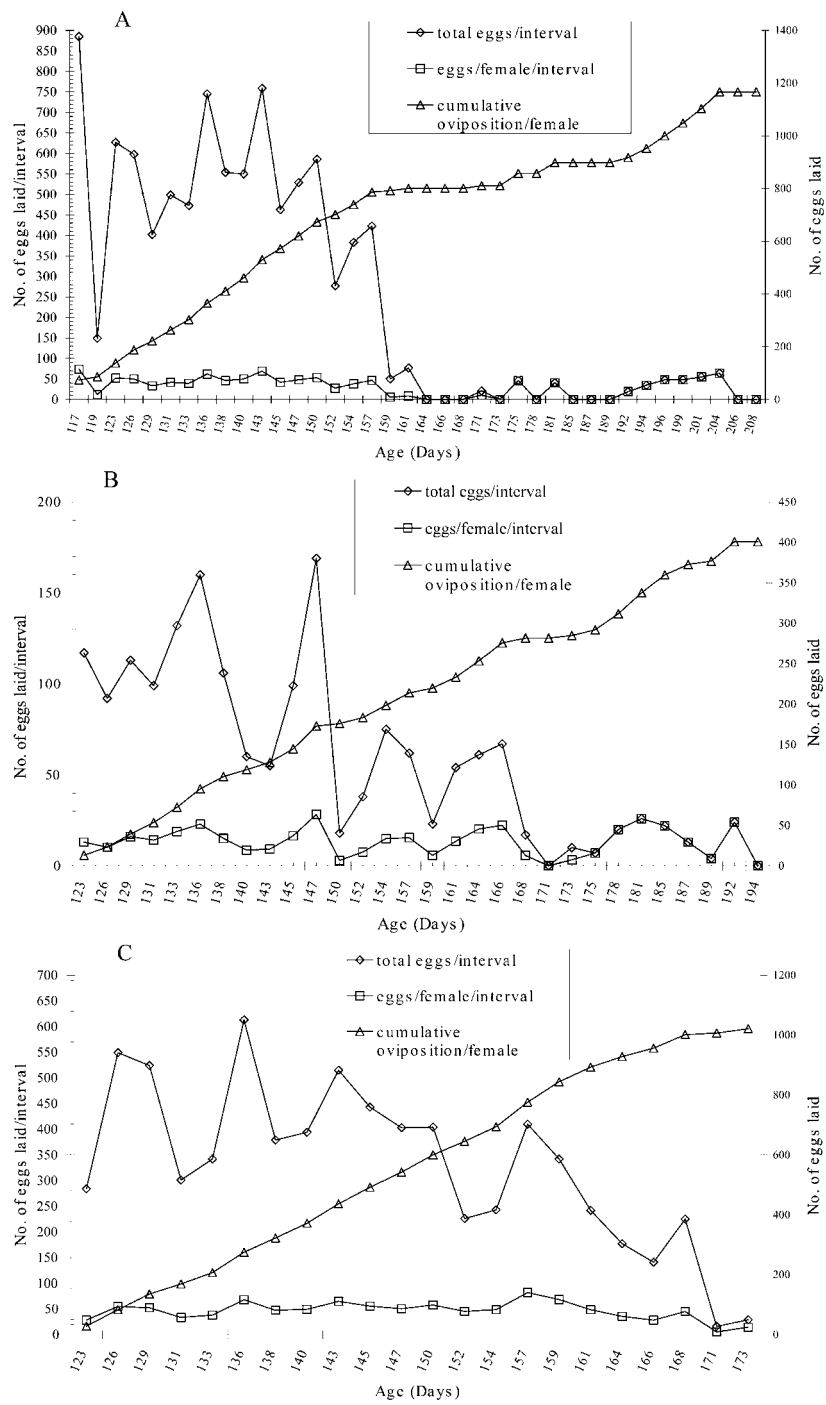 A
total eggs/interval
eggs/female/interval
cumulative
oviposition/female
900
850
800
750
700
650
600
550
500
450
400
350
300
250
200
150
100
50
0
No. of eggs laid/interval
1400
1200
1000
800
600
400
200
0
No. of eggs laid
117 119 123 126 129 131 133 136 138 140 143 145 147 150 152 154 157 159 161 164 166 168 171 173 175 178 181 185 187 189 190 192 194 196 199 201 204 206 208
Age (Days)
B
total eggs/interval
eggs/female/interval
cumulative
oviposition/female
200
150
100
50
0
No. of eggs laid/interval
450
400
350
300
250
200
150
100
50
0
No. of eggs laid
123 126 129 131 133 136 138 140 143 145 147 150 152 154 157 159 161 164 166 168 171 173 175 178 181 185 187 189 192 194
Age (Days)
C
total eggs/interval
eggs/female/interval
cumulative
oviposition/female
700
650
600
550
500
450
400
350
300
250
200
150
100
50
0
No. of eggs laid/interval
1200
1000
800
600
400
200
0
No. of eggs laid
123 126 129 131 133 136 138 140 143 145 147 150 152 154 157 159 161 164 166 168 171 173
Age (Days)